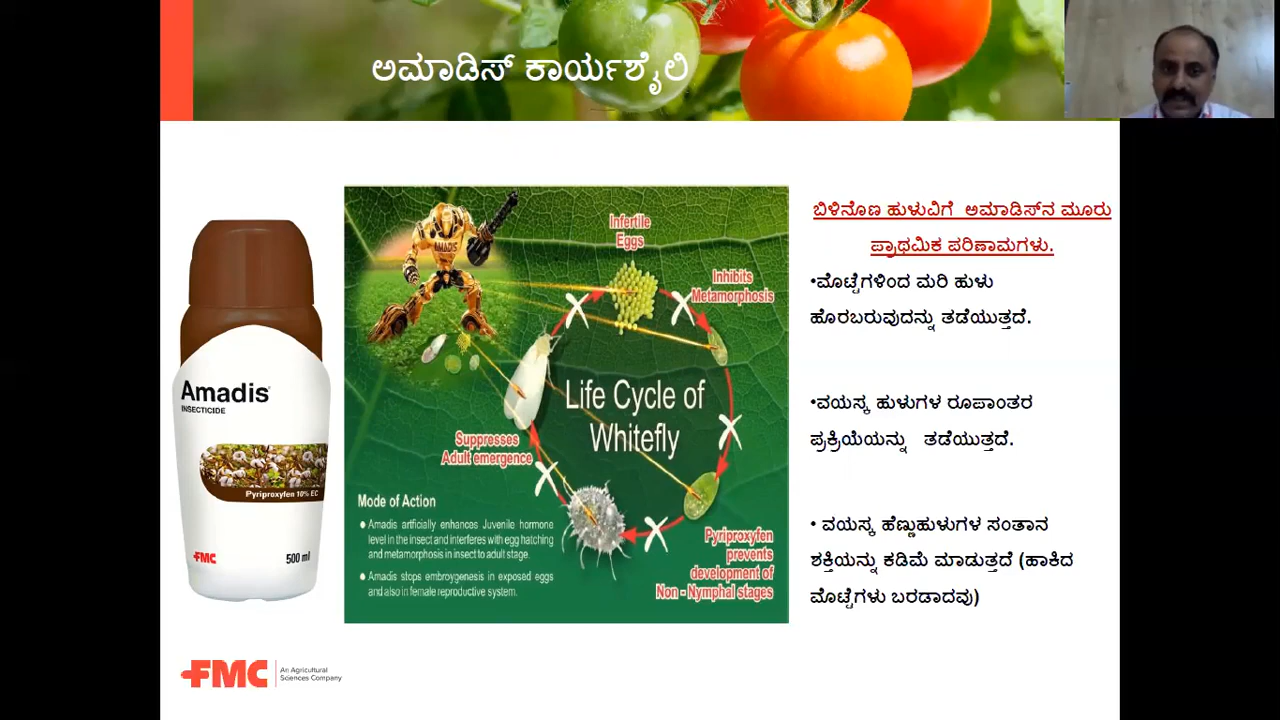 ಅಮಾಡಿಸ್ ಕಾರ್ಯಶೈಲಿ
Amadis
INSECTICIDE
Pyriproxyfen 10% EC
FMC
500 ml
AMADIS
Infertile
Eggs
Inhibits
Metamorphosis
Life Cycle of
Whitefly
Suppresses
Adult emergence
Mode of Action
Amadis artificially enhances Juvenile hormone
level in the insect and interferes with egg hatching
and metamorphosis in insect to adult stage.
Amadis stops embroygenesis in exposed eggs
and also in female reproductive system.
Pyriproxyfen
prevents
development of
Non - Nymphal stages
ಬಿಳಿನೊಣ ಹುಳುವಿಗೆ ಅಮಾಡಿಸ್‌ನ ಮೂರು
ಪ್ರಾಥಮಿಕ ಪರಿಣಾಮಗಳು.
•ಮೊಟ್ಟೆಗಳಿಂದ ಮರಿ ಹುಳು
ಹೊರಬರುವುದನ್ನು ತಡೆಯುತ್ತದೆ.
•ವಯಸ್ಕ ಹುಳುಗಳ ರೂಪಾಂತರ
ಪ್ರಕ್ರಿಯೆಯನ್ನು ತಡೆಯುತ್ತದೆ.
• ವಯಸ್ಕ ಹೆಣ್ಣುಹುಳುಗಳ ಸಂತಾನ
ಶಕ್ತಿಯನ್ನು ಕಡಿಮೆ ಮಾಡುತ್ತದೆ (ಹಾಕಿದ
ಮೊಟ್ಟೆಗಳು ಬರಡಾದವು)
FMC
An Agricultural
Sciences Company